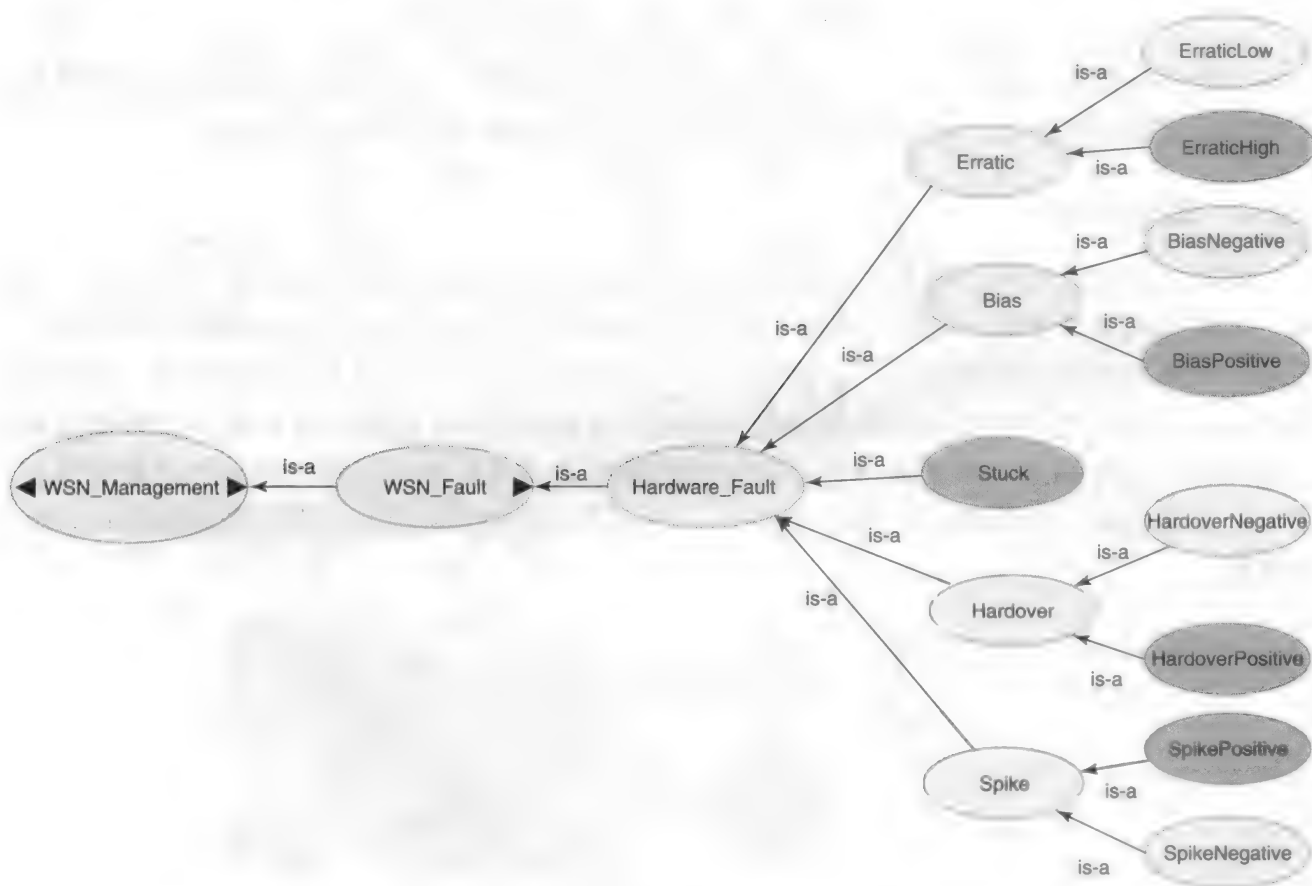 ErraticLow
is-a
ErraticHigh
is-a
Erratic
BiasNegative
is-a
Bias
is-a
BiasPositive
is-a
is-a
WSN_Management
is-a
WSN_Fault
is-a
Hardware_Fault
is-a
Stuck
HardoverNegative
is-a
is-a
Hardover
is-a
HardoverPositive
is-a
SpikePositive
Spike
is-a
is-a
SpikeNegative